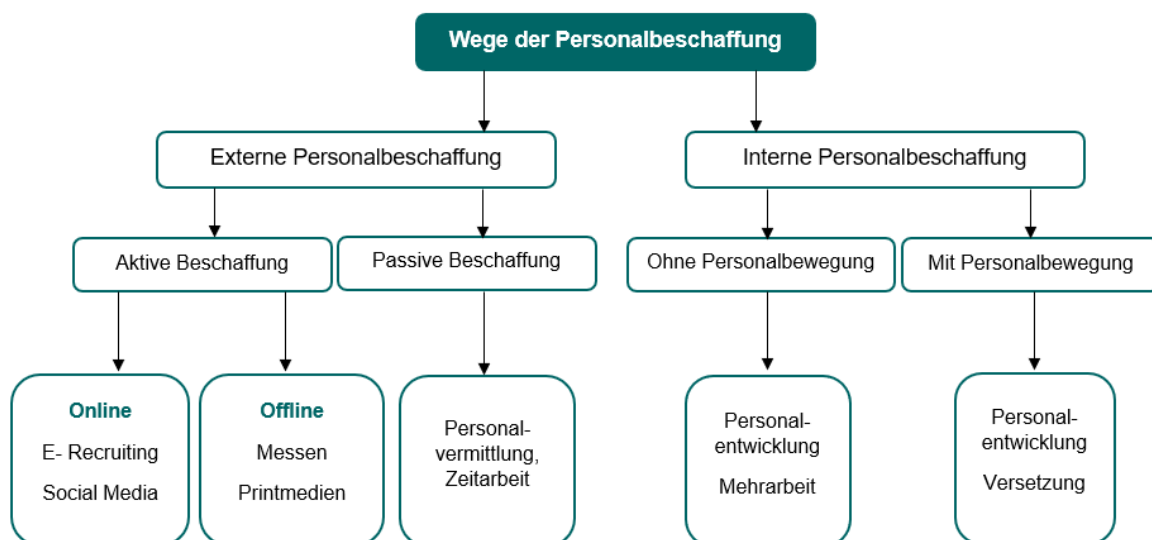 Wege der Personalbeschaffung
Externe Personalbeschaffung
Interne Personalbeschaffung
Aktive Beschaffung
Passive Beschaffung
Ohne Personalbewegung
Mit Personalbewegung
Online
E- Recruiting
Social Media
Offline
Messen
Printmedien
Personal-
vermittlung,
Zeitarbeit
Personal-
entwicklung
Mehrarbeit
Personal-
entwicklung
Versetzung